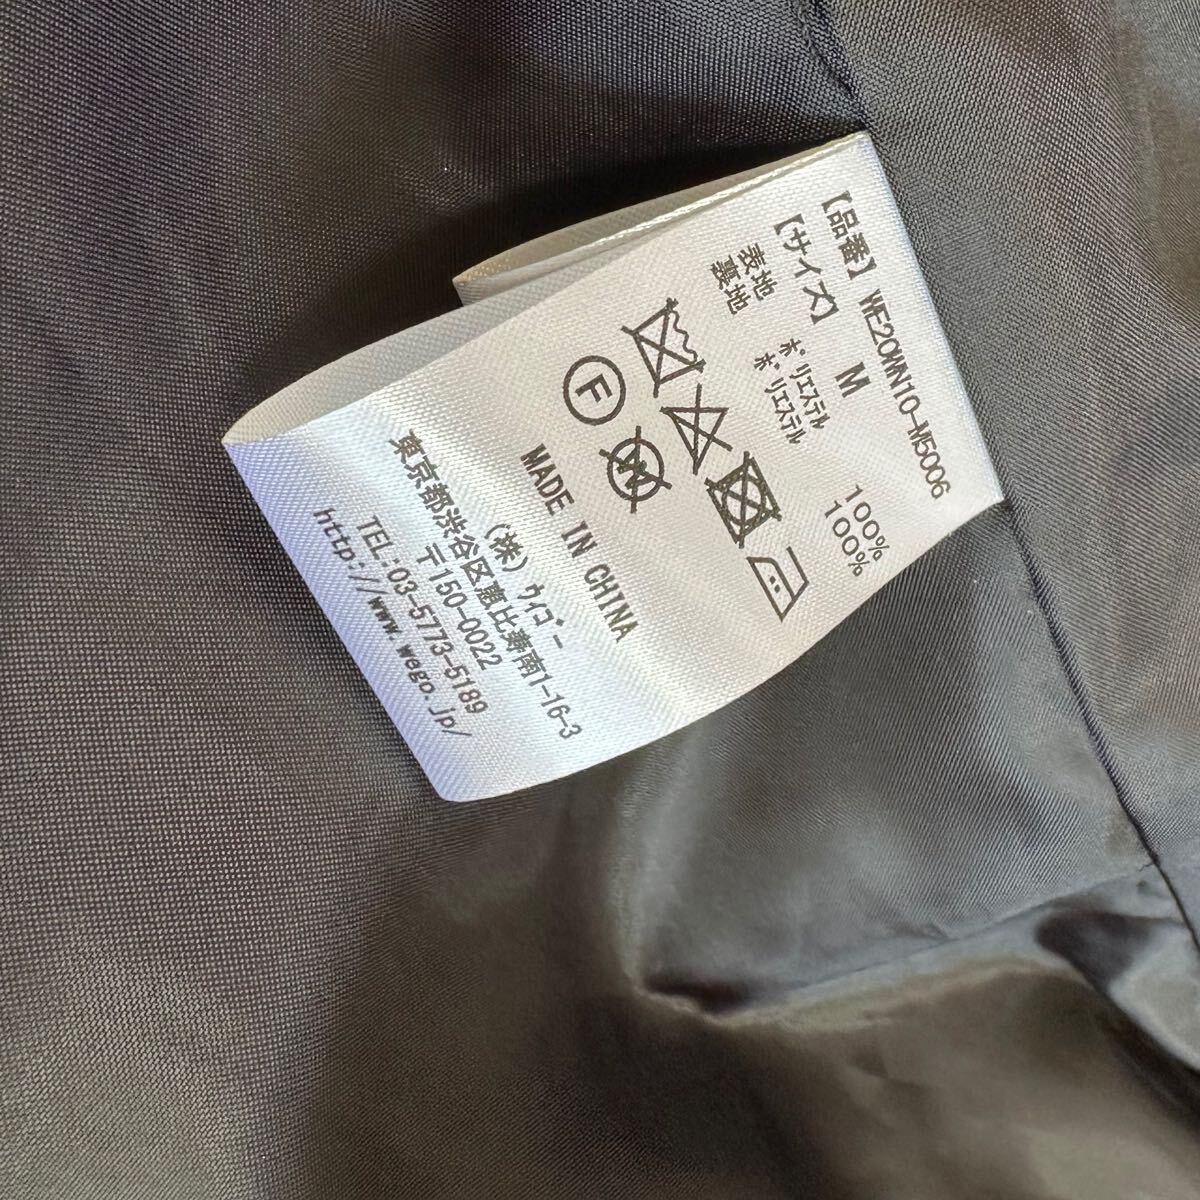 【品番】 WE20WN10-M5006
【サイズ】 M
表地 ポリエステル 100%
裏地 ポリエステル 100%
F
W
MADE IN CHINA
(株) ウィゴー
〒150-0022
東京都渋谷区恵比寿南1-16-3
TEL:03-5773-5189
http://www.wego.jp/